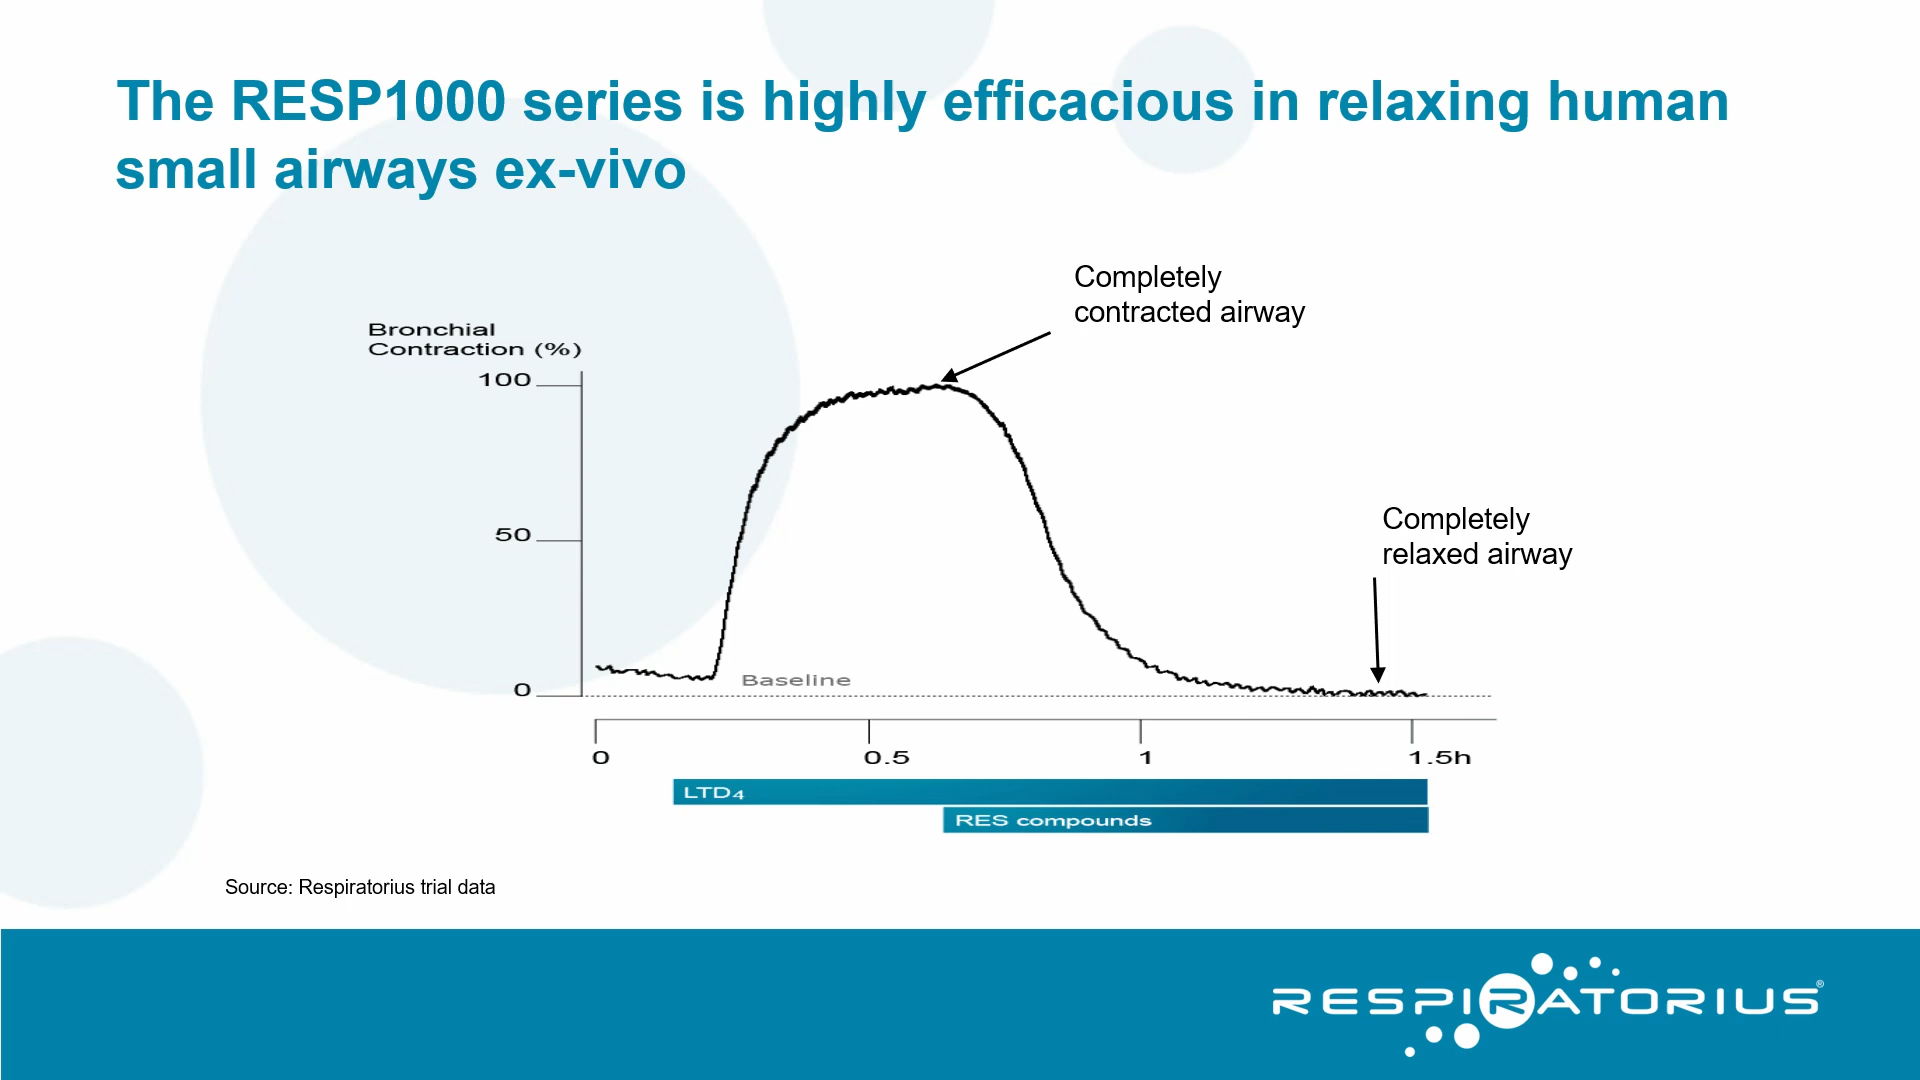 The RESP1000 series is highly efficacious in relaxing human
small airways ex-vivo
Completely
contracted airway
Bronchial
Contraction (%)
100
50
0
Completely
relaxed airway
Baseline
0
0.5
1
1.5h
LTD₄
RES compounds
Source: Respiratorius trial data
RESPIRATORIUS®